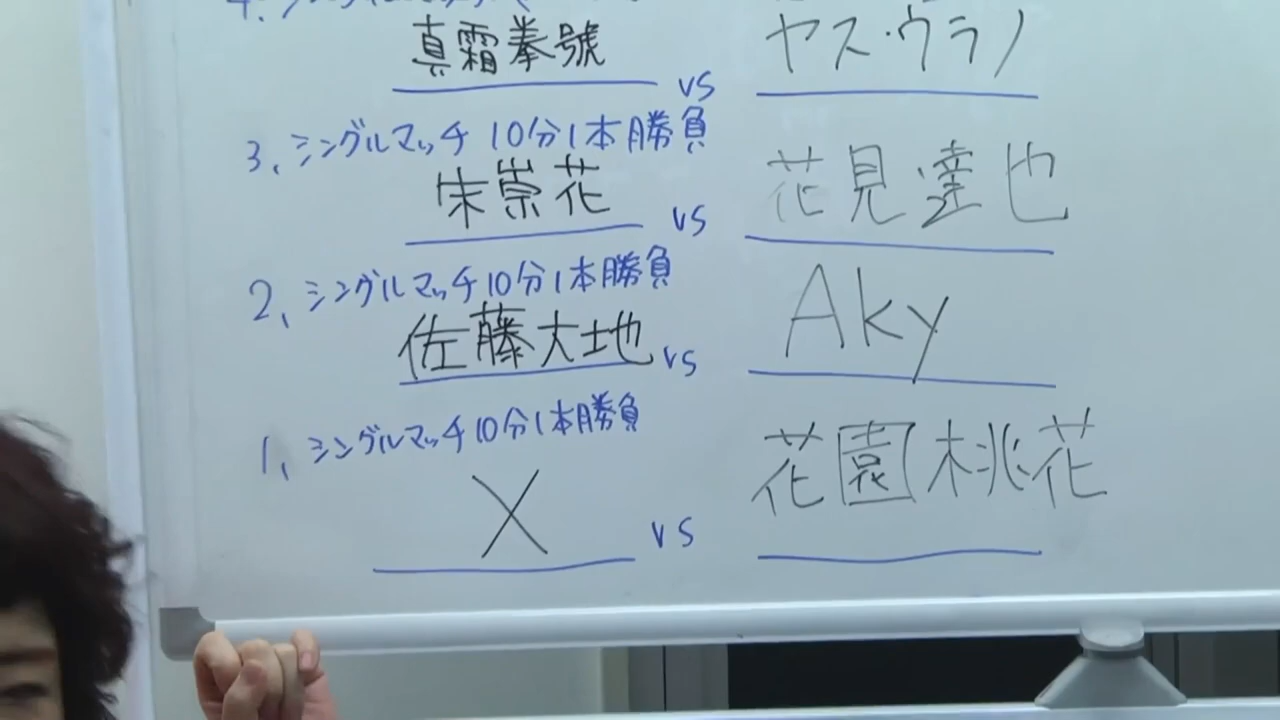 真霜拳號 vs ヤス・ウラノ
3、シングルマッチ 10分1本勝負
朱崇花 vs 花見達也
2、シングルマッチ10分1本勝負
佐藤大地 vs Aky
1、シングルマッチ10分1本勝負
X vs 花園桃花